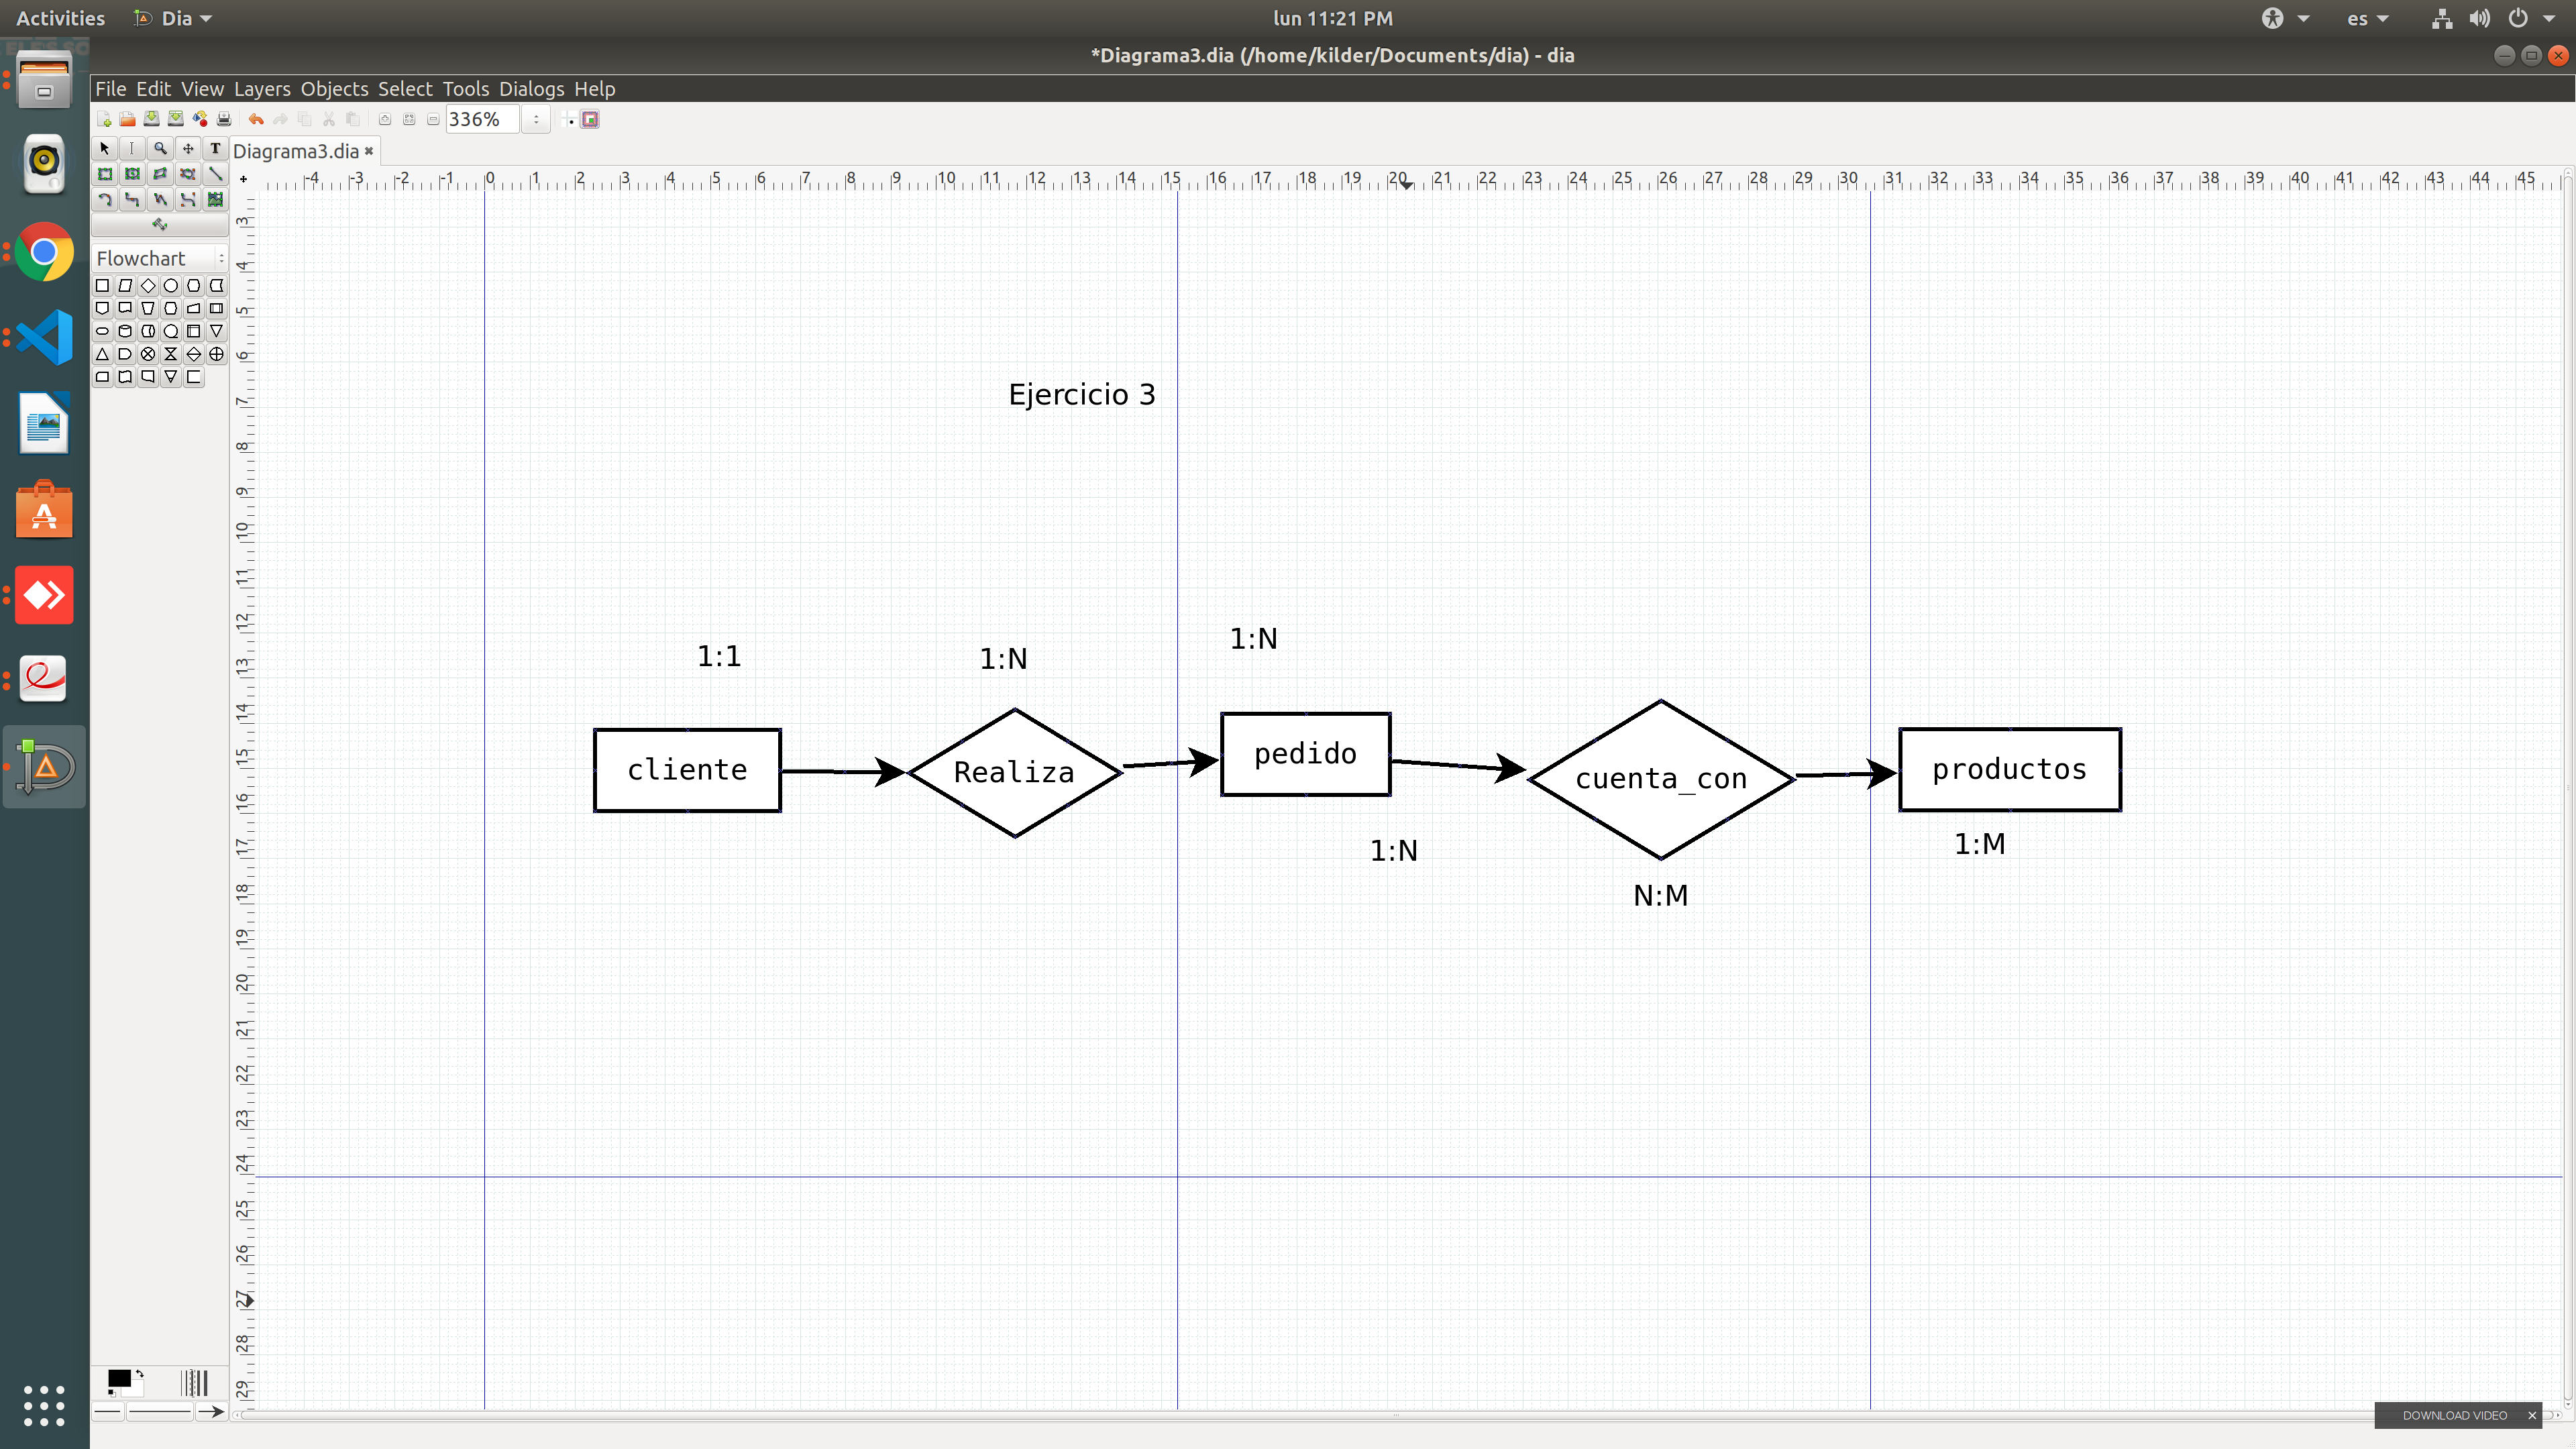 Activities Dia lun 11:21 PM es
*Diagrama3.dia (/home/kilder/Documents/dia) - dia
File Edit View Layers Objects Select Tools Dialogs Help
336%
T
Diagrama3.dia
-4 -3 -2 -1 0 1 2 3 4 5 6 7 8 9 10 11 12 13 14 15 16 17 18 19 20 21 22 23 24 25 26 27 28 29 30 31 32 33 34 35 36 37 38 39 40 41 42 43 44 45
3
4
5
6
7
8
9
10
11
12
13
14
15
16
17
18
19
20
21
22
23
24
25
26
27
28
29
Flowchart
Ejercicio 3
1:1 1:N 1:N
cliente Realiza pedido cuenta_con productos
1:N N:M 1:M
DOWNLOAD VIDEO